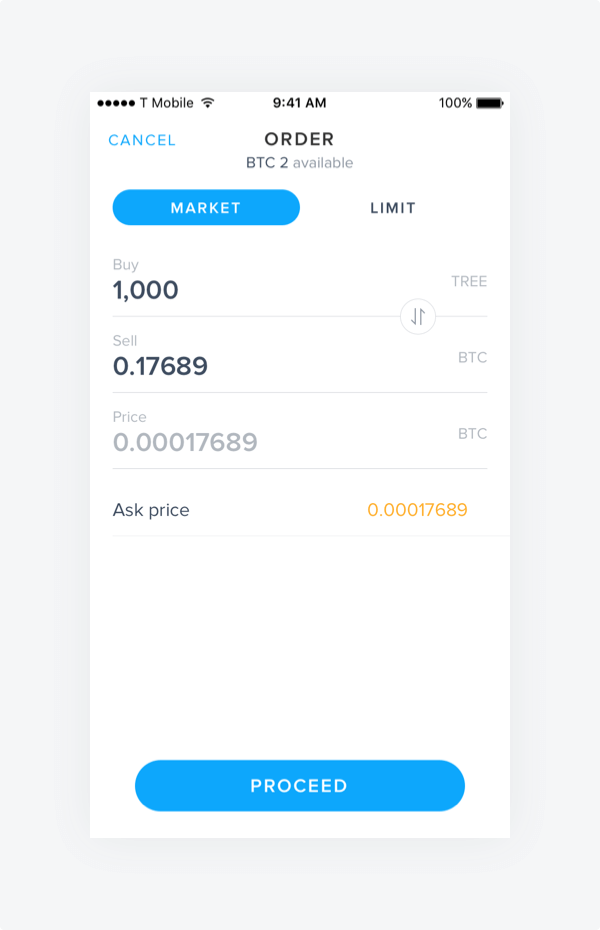 T Mobile 9:41 AM 100%
CANCEL ORDER
BTC 2 available
MARKET LIMIT
Buy
1,000 TREE
Sell
0.17689 BTC
Price
0.00017689 BTC
Ask price 0.00017689
PROCEED